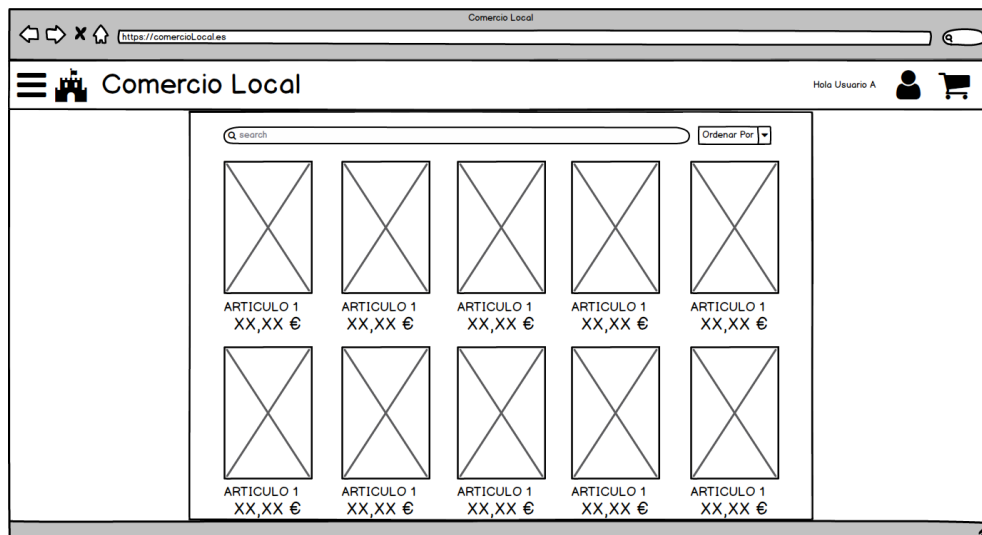 Comercio Local
https://comercioLocal.es
Comercio Local
Hola Usuario A
search
Ordenar Por
ARTICULO 1 ARTICULO 1 ARTICULO 1 ARTICULO 1 ARTICULO 1
XX,XX € XX,XX € XX,XX € XX,XX € XX,XX €
ARTICULO 1 ARTICULO 1 ARTICULO 1 ARTICULO 1 ARTICULO 1
XX,XX € XX,XX € XX,XX € XX,XX € XX,XX €